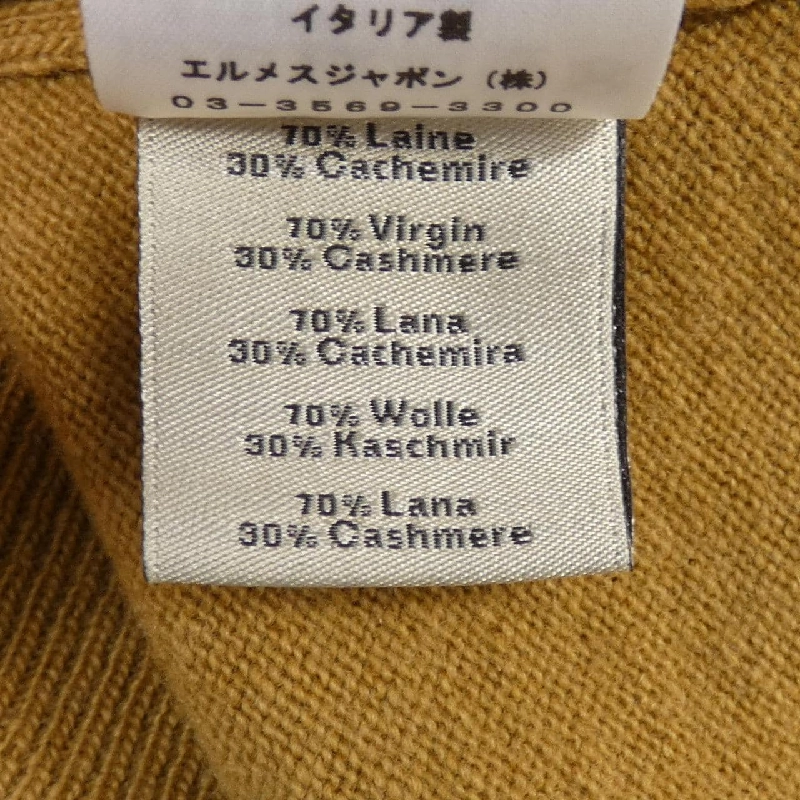 イタリア製
エルメスジャポン（株）
03-3569-3300
70% Laine
30% Cachemire
70% Virgin
30% Cashmere
70% Lana
30% Cachemira
70% Wolle
30% Kaschmir
70% Lana
30% Cashmere